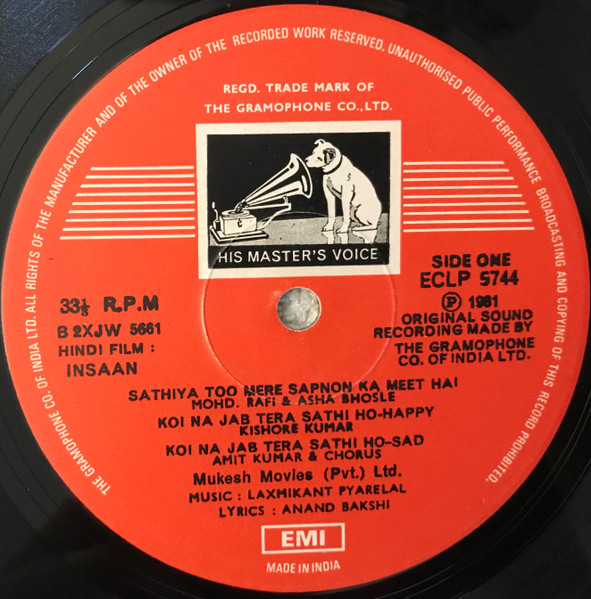 THE GRAMOPHONE CO. OF INDIA LTD. ALL RIGHTS OF THE MANUFACTURER AND OF THE OWNER OF THE RECORDED WORK RESERVED. UNAUTHORISED PUBLIC PERFORMANCE BROADCASTING AND COPYING OF THIS RECORD PROHIBITED.
REGD. TRADE MARK OF
THE GRAMOPHONE CO., LTD.
HIS MASTER'S VOICE
33⅓ R.P.M
B 2XJW 5661
HINDI FILM :
INSAAN
SIDE ONE
ECLP 5744
Ⓟ 1981
ORIGINAL SOUND
RECORDING MADE BY
THE GRAMOPHONE
CO. OF INDIA LTD.
SATHIYA TOO MERE SAPNON KA MEET HAI
MOHD. RAFI & ASHA BHOSLE
KOI NA JAB TERA SATHI HO-HAPPY
KISHORE KUMAR
KOI NA JAB TERA SATHI HO-SAD
AMIT KUMAR & CHORUS
Mukesh Movies (Pvt.) Ltd.
MUSIC : LAXMIKANT PYARELAL
LYRICS : ANAND BAKSHI
EMI
MADE IN INDIA